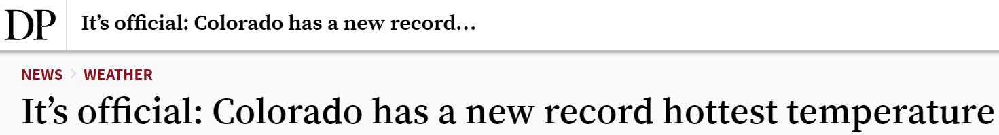 DP It’s official: Colorado has a new record…
NEWS > WEATHER
It’s official: Colorado has a new record hottest temperature